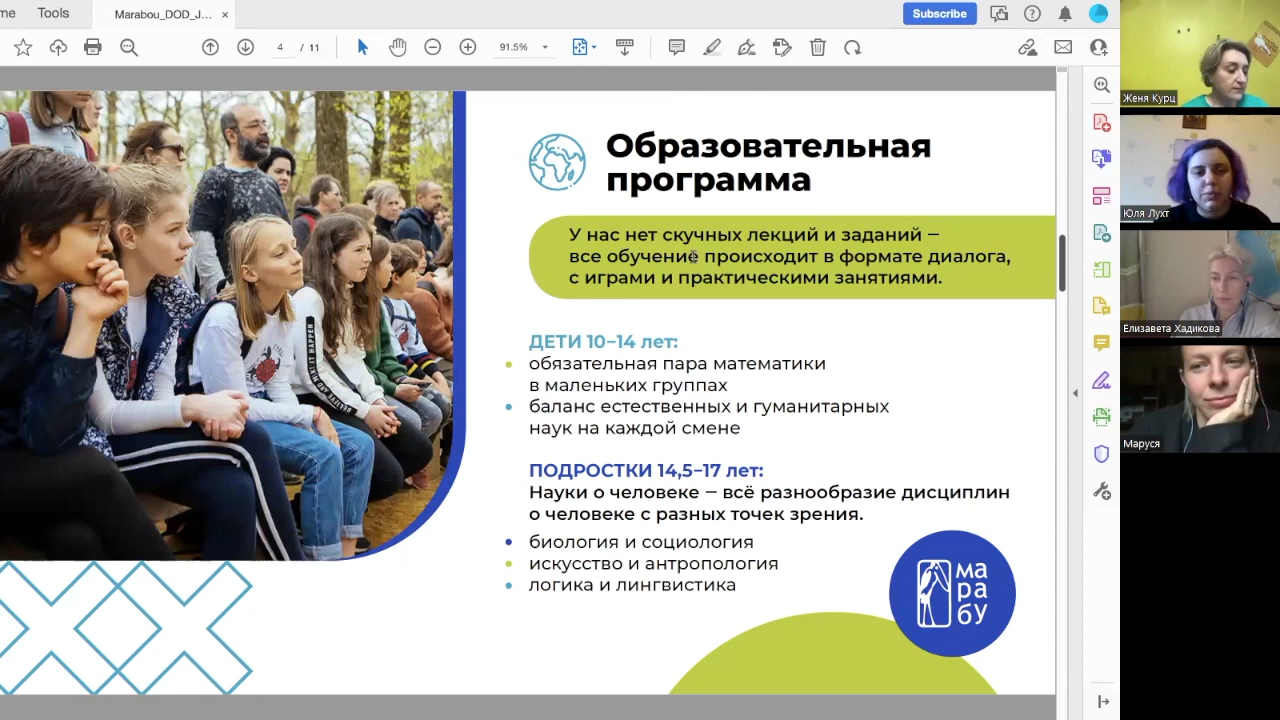 me
Tools
Marabou_DOD_J...
×
Subscribe
4 / 11
91.5%
Образовательная
программа
У нас нет скучных лекций и заданий –
все обучение происходит в формате диалога,
с играми и практическими занятиями.
ДЕТИ 10–14 лет:
обязательная пара математики
в маленьких группах
баланс естественных и гуманитарных
наук на каждой смене
ПОДРОСТКИ 14,5–17 лет:
Науки о человеке – всё разнообразие дисциплин
о человеке с разных точек зрения.
биология и социология
искусство и антропология
логика и лингвистика
ма
ра
бу
Женя Курц
Юля Лухт
Елизавета Хадикова
Маруся